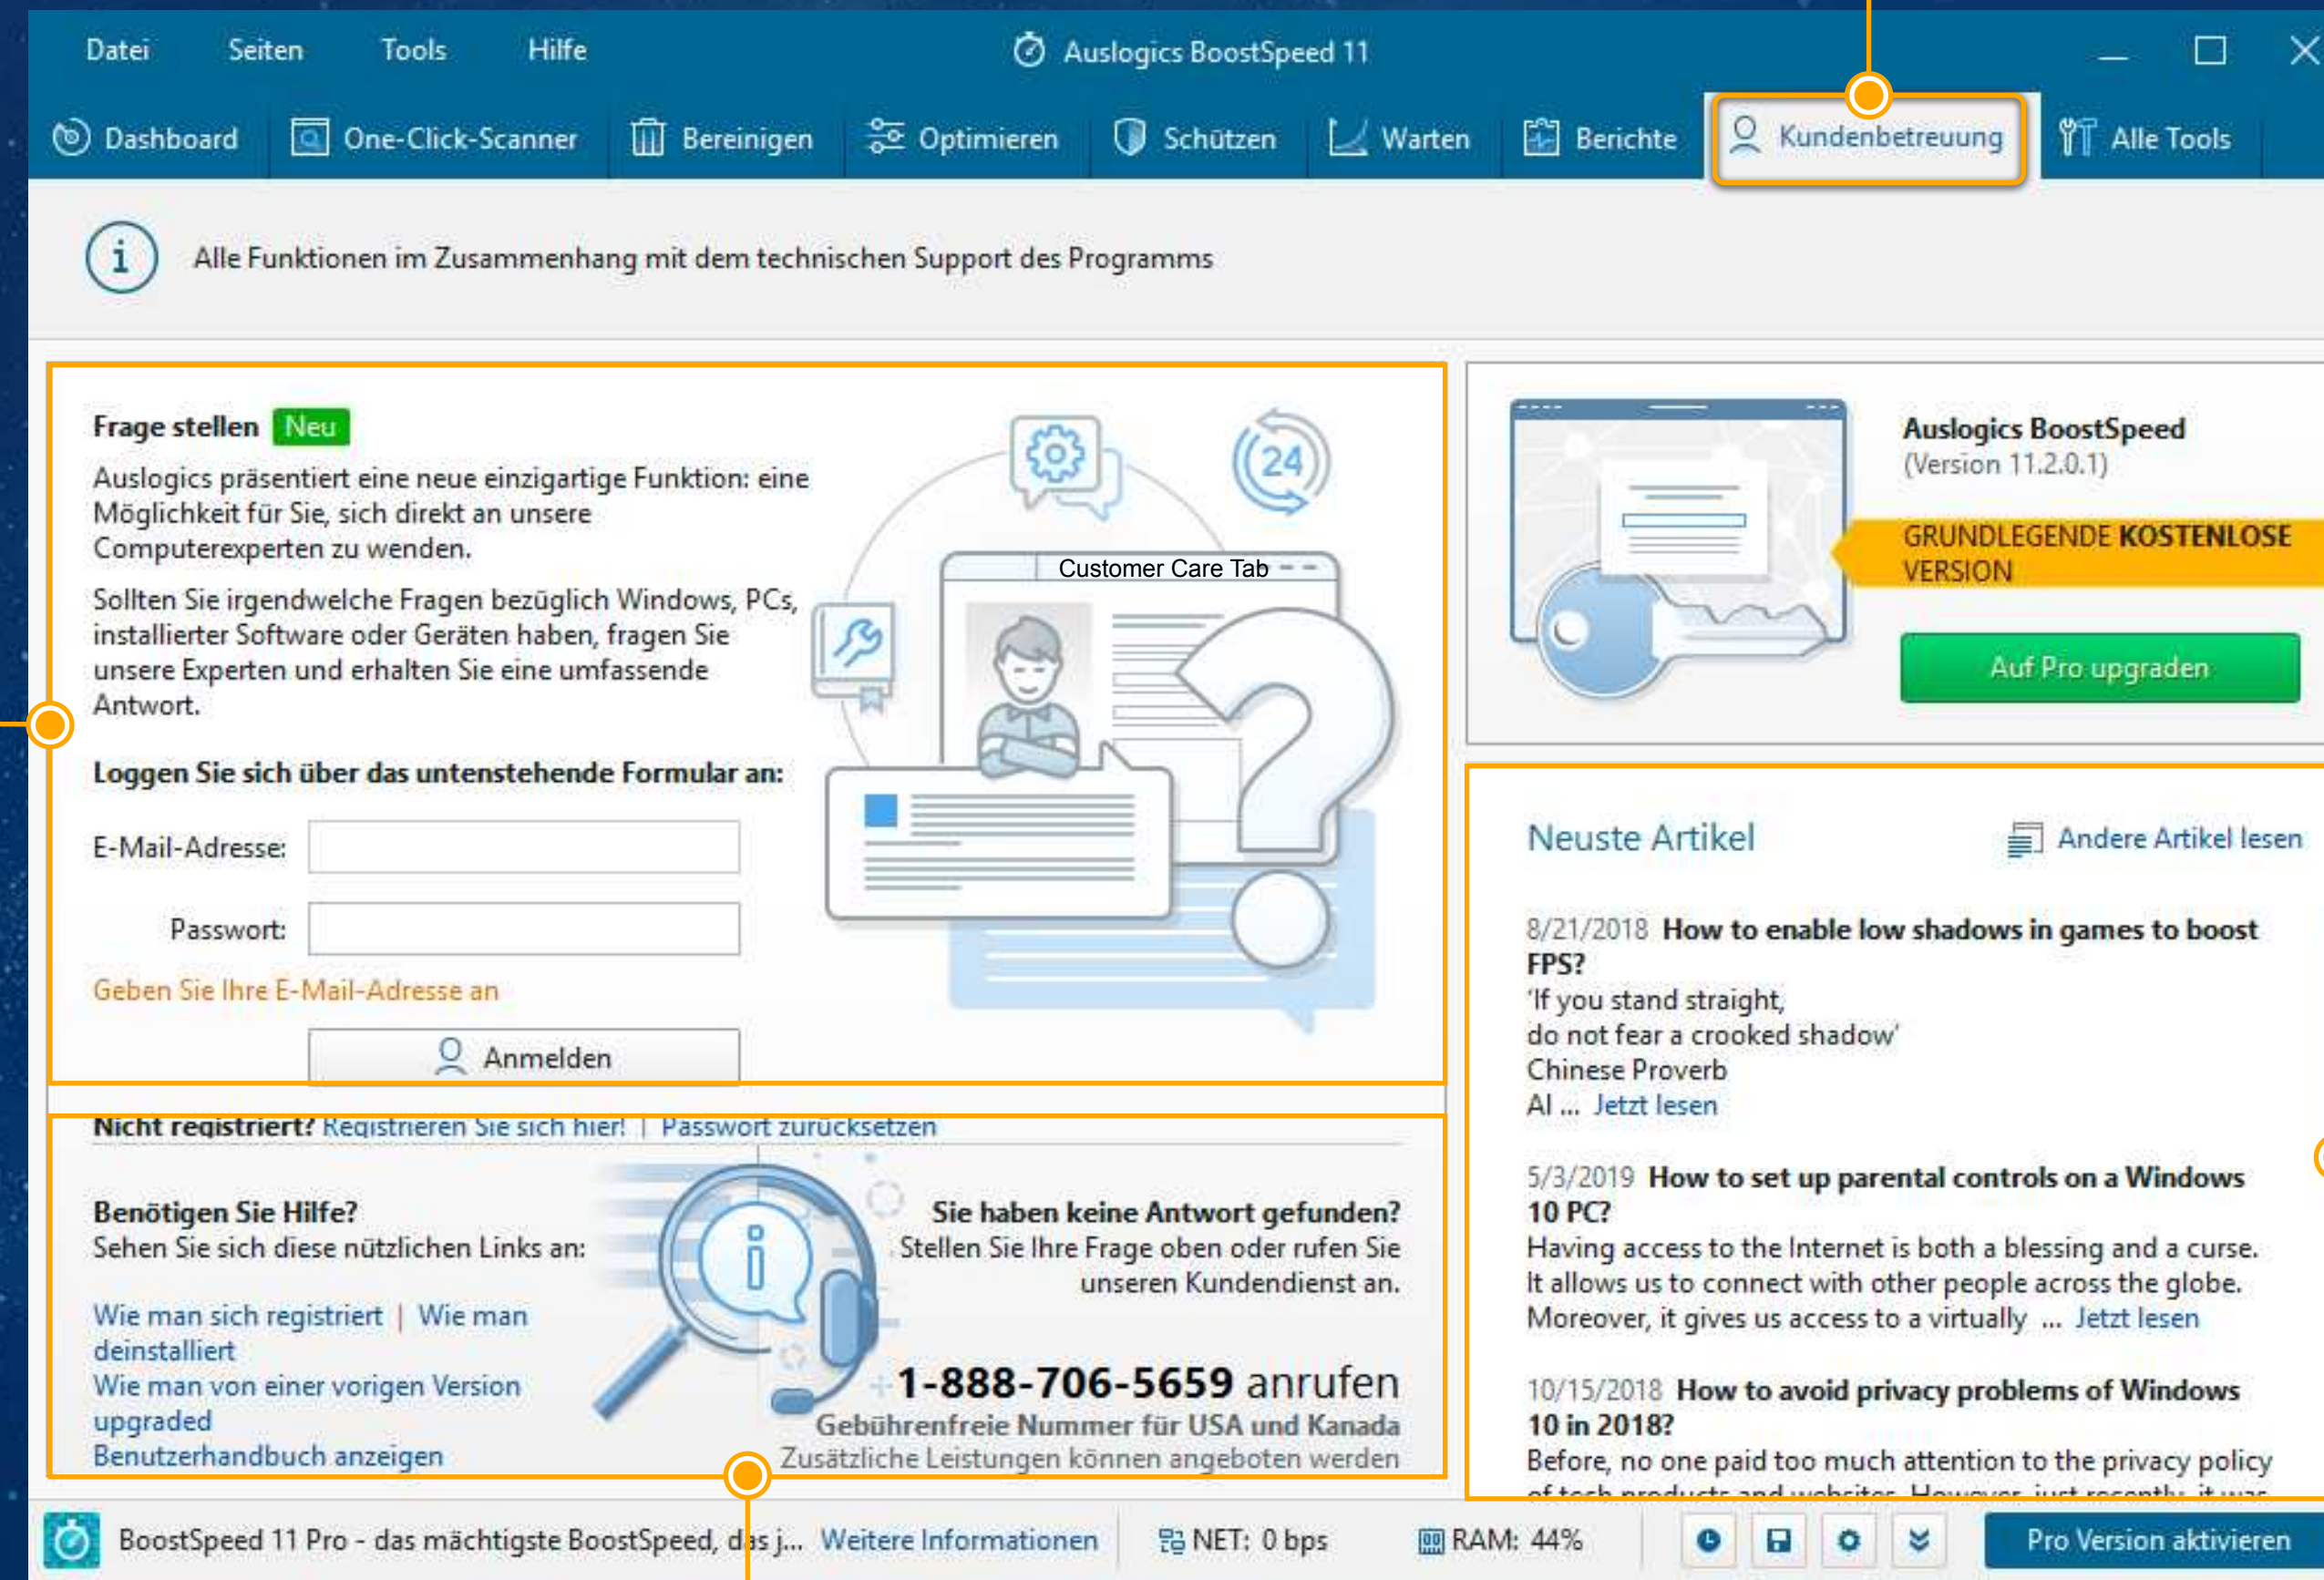 Datei Seiten Tools Hilfe Auslogics BoostSpeed 11
Dashboard One-Click-Scanner Bereinigen Optimieren Schützen Warten Berichte Kundenbetreuung Alle Tools
Alle Funktionen im Zusammenhang mit dem technischen Support des Programms
Frage stellen Neu
Auslogics präsentiert eine neue einzigartige Funktion: eine
Möglichkeit für Sie, sich direkt an unsere
Computerexperten zu wenden.
Sollten Sie irgendwelche Fragen bezüglich Windows, PCs,
installierter Software oder Geräten haben, fragen Sie
unsere Experten und erhalten Sie eine umfassende
Antwort.
Loggen Sie sich über das untenstehende Formular an:
E-Mail-Adresse:
Passwort:
Geben Sie Ihre E-Mail-Adresse an
Anmelden
24
Customer Care Tab
Nicht registriert? Registrieren Sie sich hier! | Passwort zurücksetzen
Benötigen Sie Hilfe?
Sehen Sie sich diese nützlichen Links an:
Wie man sich registriert | Wie man
deinstalliert
Wie man von einer vorigen Version
upgraded
Benutzerhandbuch anzeigen
Sie haben keine Antwort gefunden?
Stellen Sie Ihre Frage oben oder rufen Sie
unseren Kundendienst an.
1-888-706-5659 anrufen
Gebührenfreie Nummer für USA und Kanada
Zusätzliche Leistungen können angeboten werden
Auslogics BoostSpeed
(Version 11.2.0.1)
GRUNDLEGENDE KOSTENLOSE
VERSION
Auf Pro upgraden
Neuste Artikel Andere Artikel lesen
8/21/2018 How to enable low shadows in games to boost
FPS?
'If you stand straight,
do not fear a crooked shadow'
Chinese Proverb
Al ... Jetzt lesen
5/3/2019 How to set up parental controls on a Windows
10 PC?
Having access to the Internet is both a blessing and a curse.
It allows us to connect with other people across the globe.
Moreover, it gives us access to a virtually ... Jetzt lesen
10/15/2018 How to avoid privacy problems of Windows
10 in 2018?
Before, no one paid too much attention to the privacy policy
of tech products and websites. However, just recently, it was
BoostSpeed 11 Pro - das mächtigste BoostSpeed, das j... Weitere Informationen NET: 0 bps RAM: 44% Pro Version aktivieren